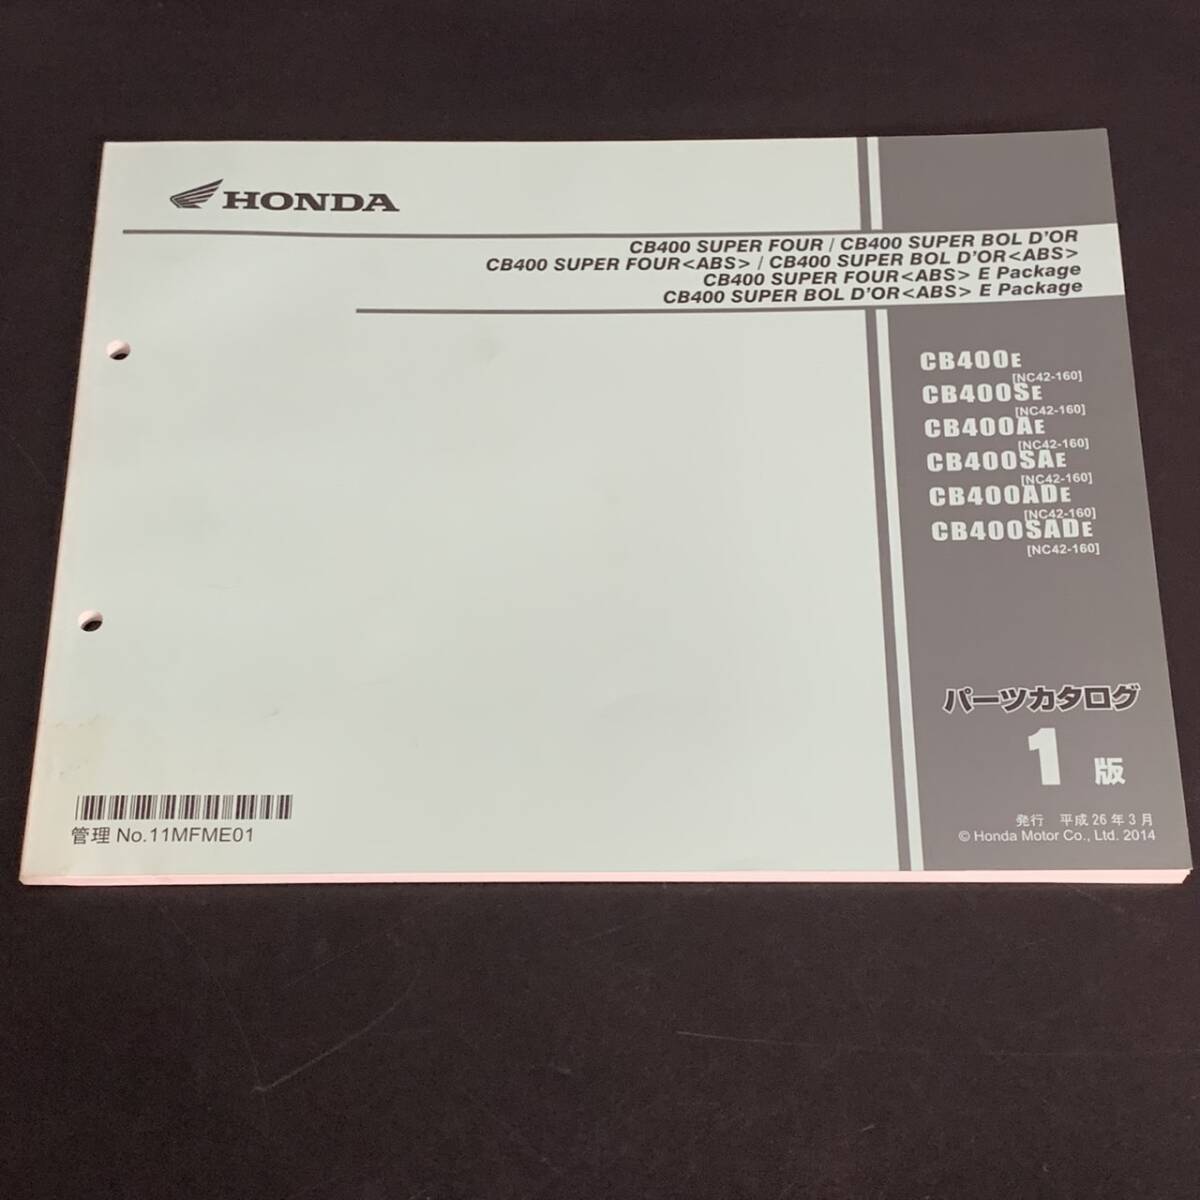 HONDA
CB400 SUPER FOUR / CB400 SUPER BOL D'OR
CB400 SUPER FOUR<ABS> / CB400 SUPER BOL D'OR<ABS>
CB400 SUPER FOUR<ABS> E Package
CB400 SUPER BOL D'OR<ABS> E Package
CB400E
[NC42-160]
CB400SE
[NC42-160]
CB400AE
[NC42-160]
CB400SAE
[NC42-160]
CB400ADE
[NC42-160]
CB400SADE
[NC42-160]
パーツカタログ
1 版
発行 平成 26 年 3 月
© Honda Motor Co., Ltd. 2014
管理 No.11MFME01